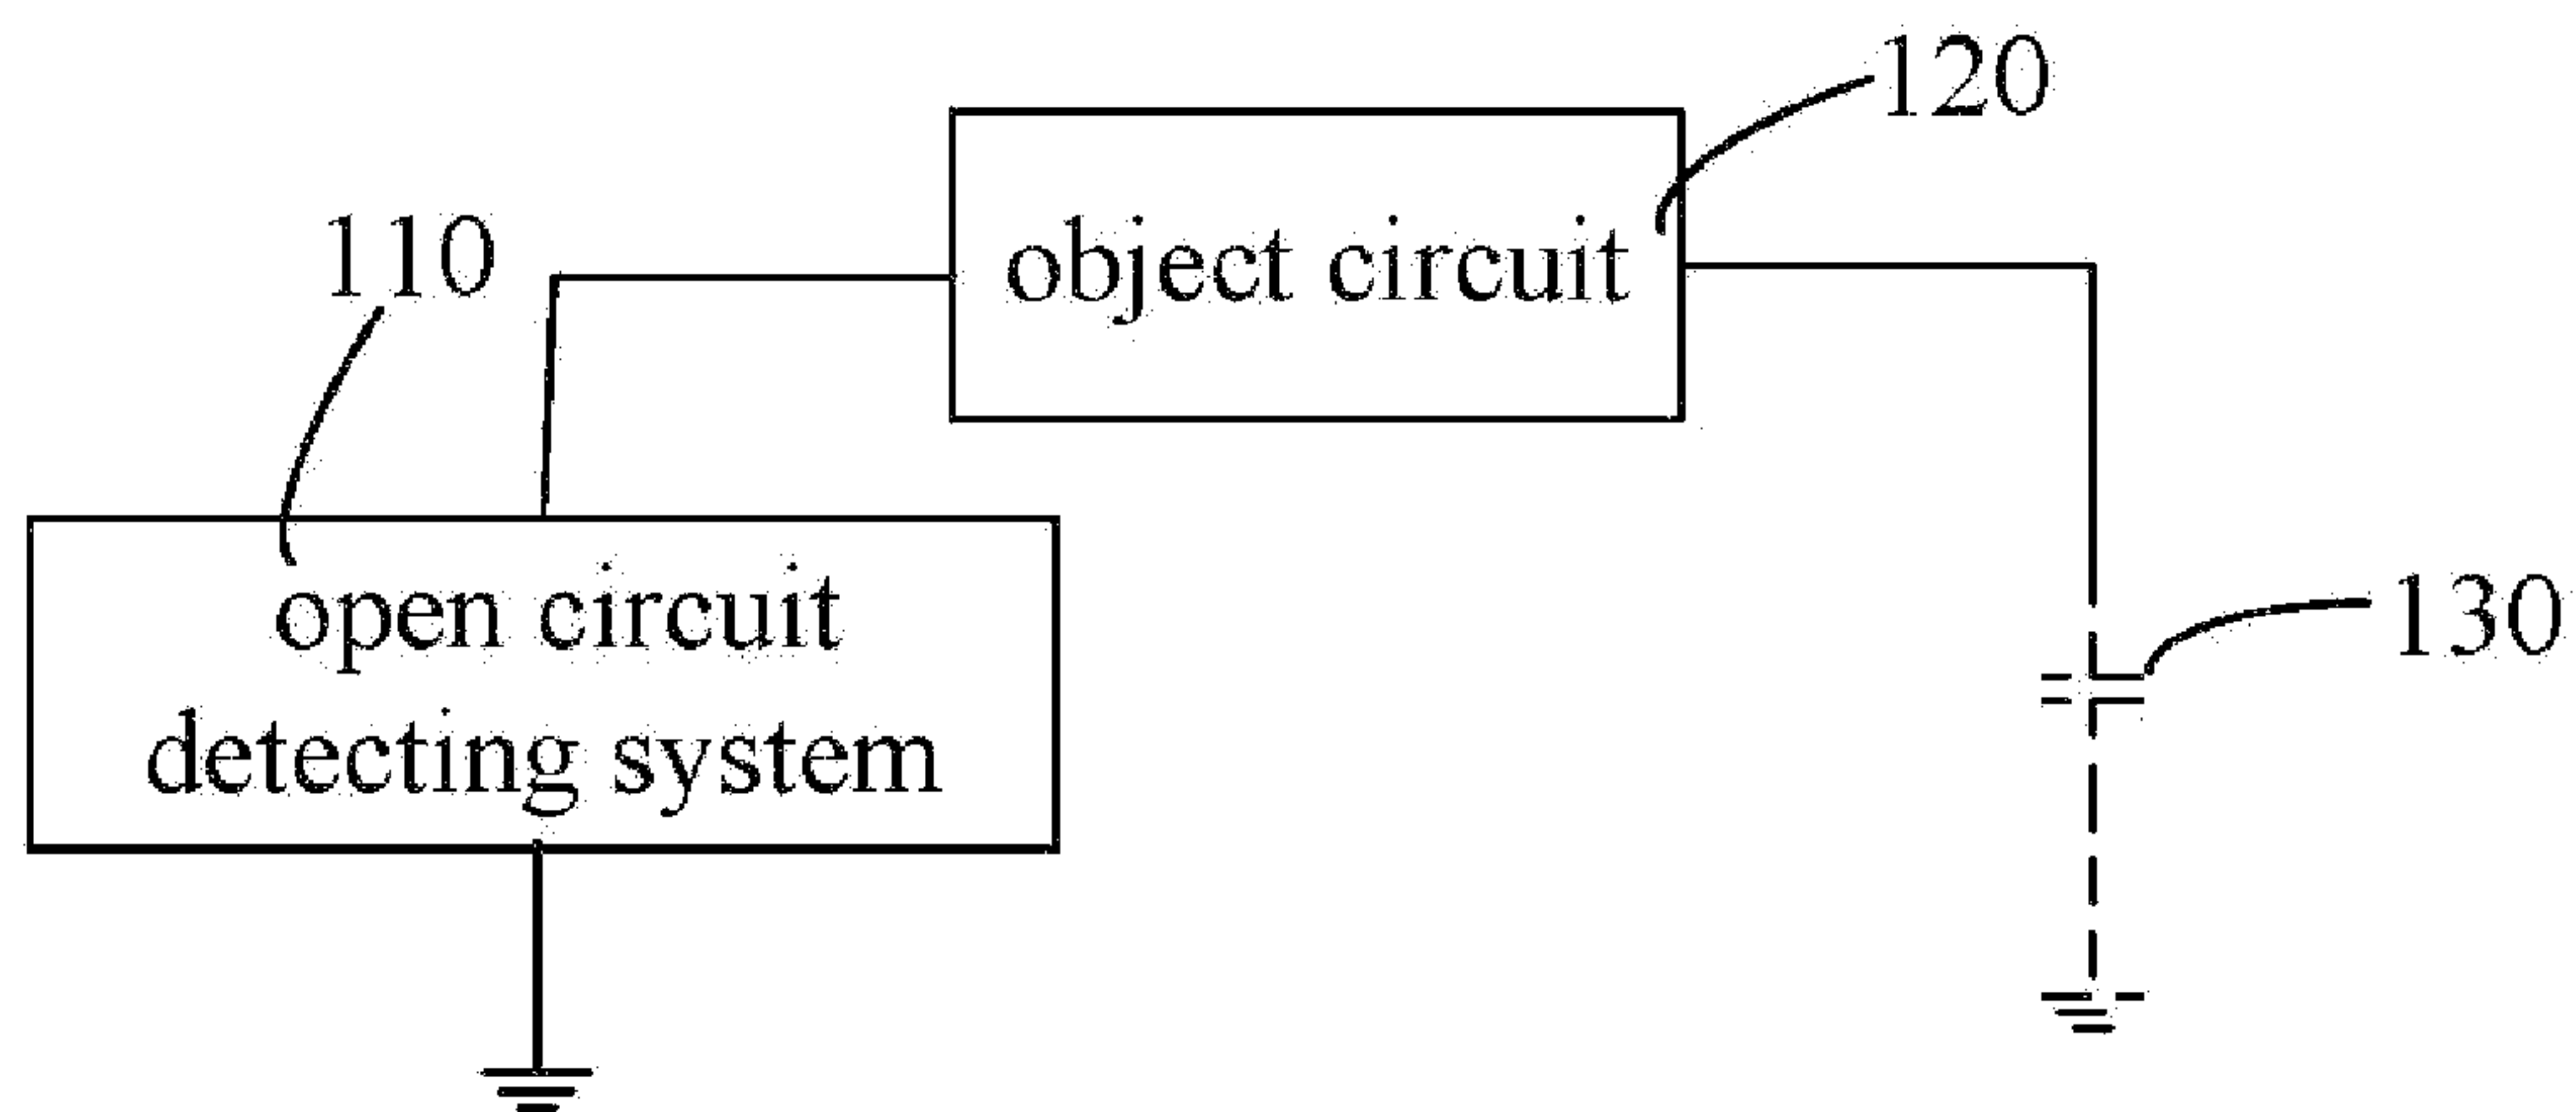 120
110
object circuit
130
open circuit
detecting system